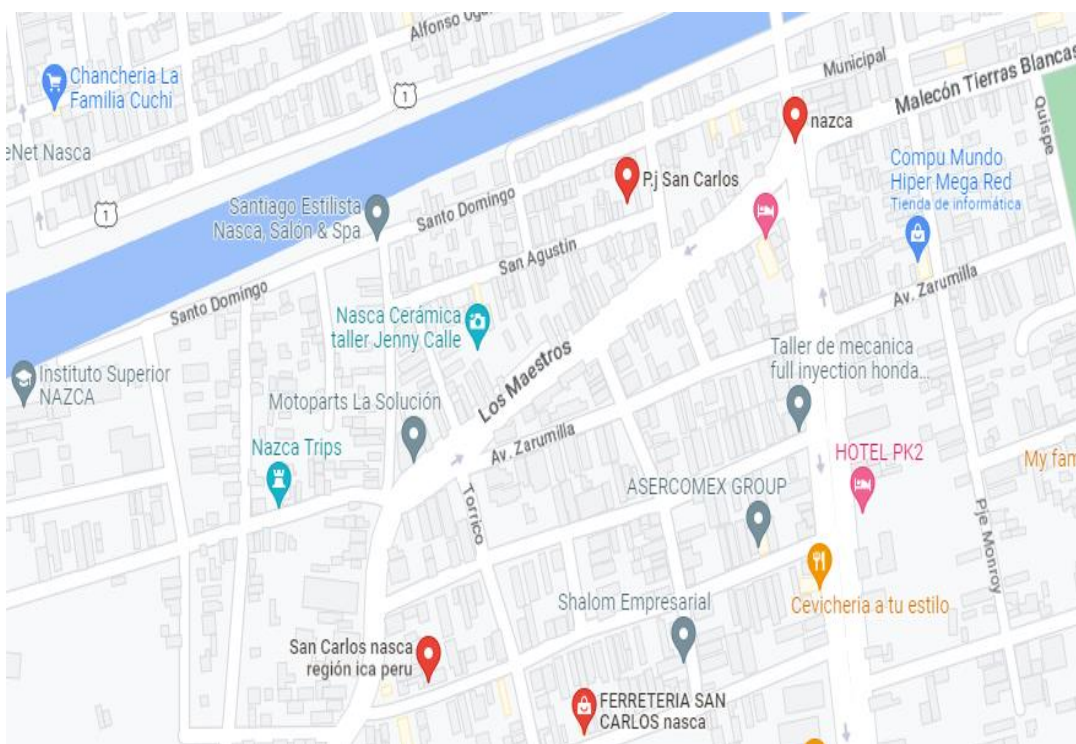 Alfonso Ugar
Municipal
Malecón Tierras Blancas
Quispe
Chancheria La
Familia Cuchi
1
eNet Nasca
nazca
Compu Mundo
Hiper Mega Red
Tienda de informática
P.j San Carlos
1
Santiago Estilista
Nasca, Salon & Spa
Santo Domingo
San Agustin
Av. Zarumilla
Santo Domingo
Nasca Cerámica
taller Jenny Calle
Los Maestros
Taller de mecanica
full inyection honda...
Instituto Superior
NAZCA
Motoparts La Solución
Av. Zarumilla
Nazca Trips
HOTEL PK2
My fam
ASERCOMEX GROUP
Torrico
Pje. Monroy
Cevicheria a tu estilo
Shalom Empresarial
San Carlos nasca
región ica peru
FERRETERIA SAN
CARLOS nasca